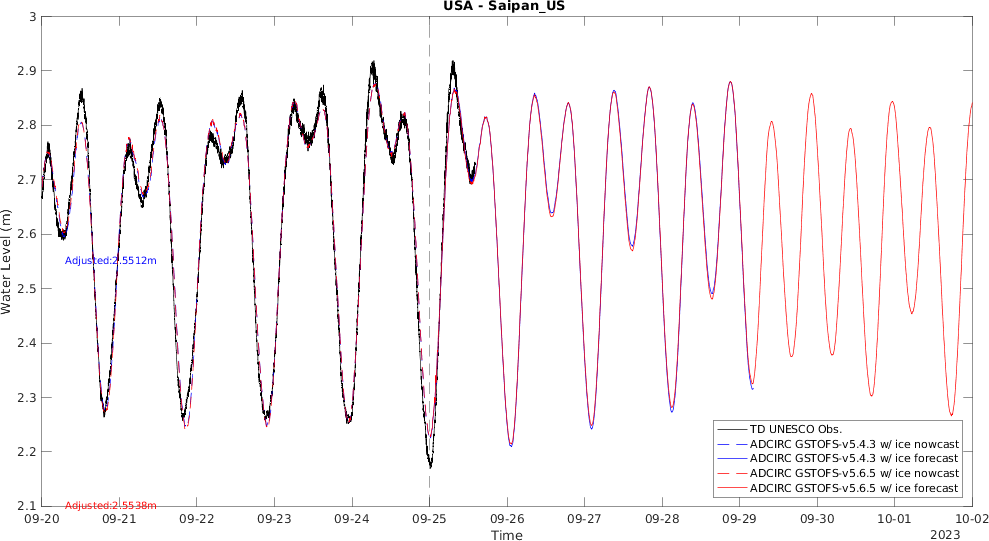 USA - Saipan_US
3
2.9
2.8
2.7
2.6
2.5
2.4
2.3
2.2
2.1
Water Level (m)
Adjusted:2.5512m
Adjusted:2.5538m
TD UNESCO Obs.
ADCIRC GSTOFS-v5.4.3 w/ ice nowcast
ADCIRC GSTOFS-v5.4.3 w/ ice forecast
ADCIRC GSTOFS-v5.6.5 w/ ice nowcast
ADCIRC GSTOFS-v5.6.5 w/ ice forecast
09-20 09-21 09-22 09-23 09-24 09-25 09-26 09-27 09-28 09-29 09-30 10-01 10-02
Time
2023